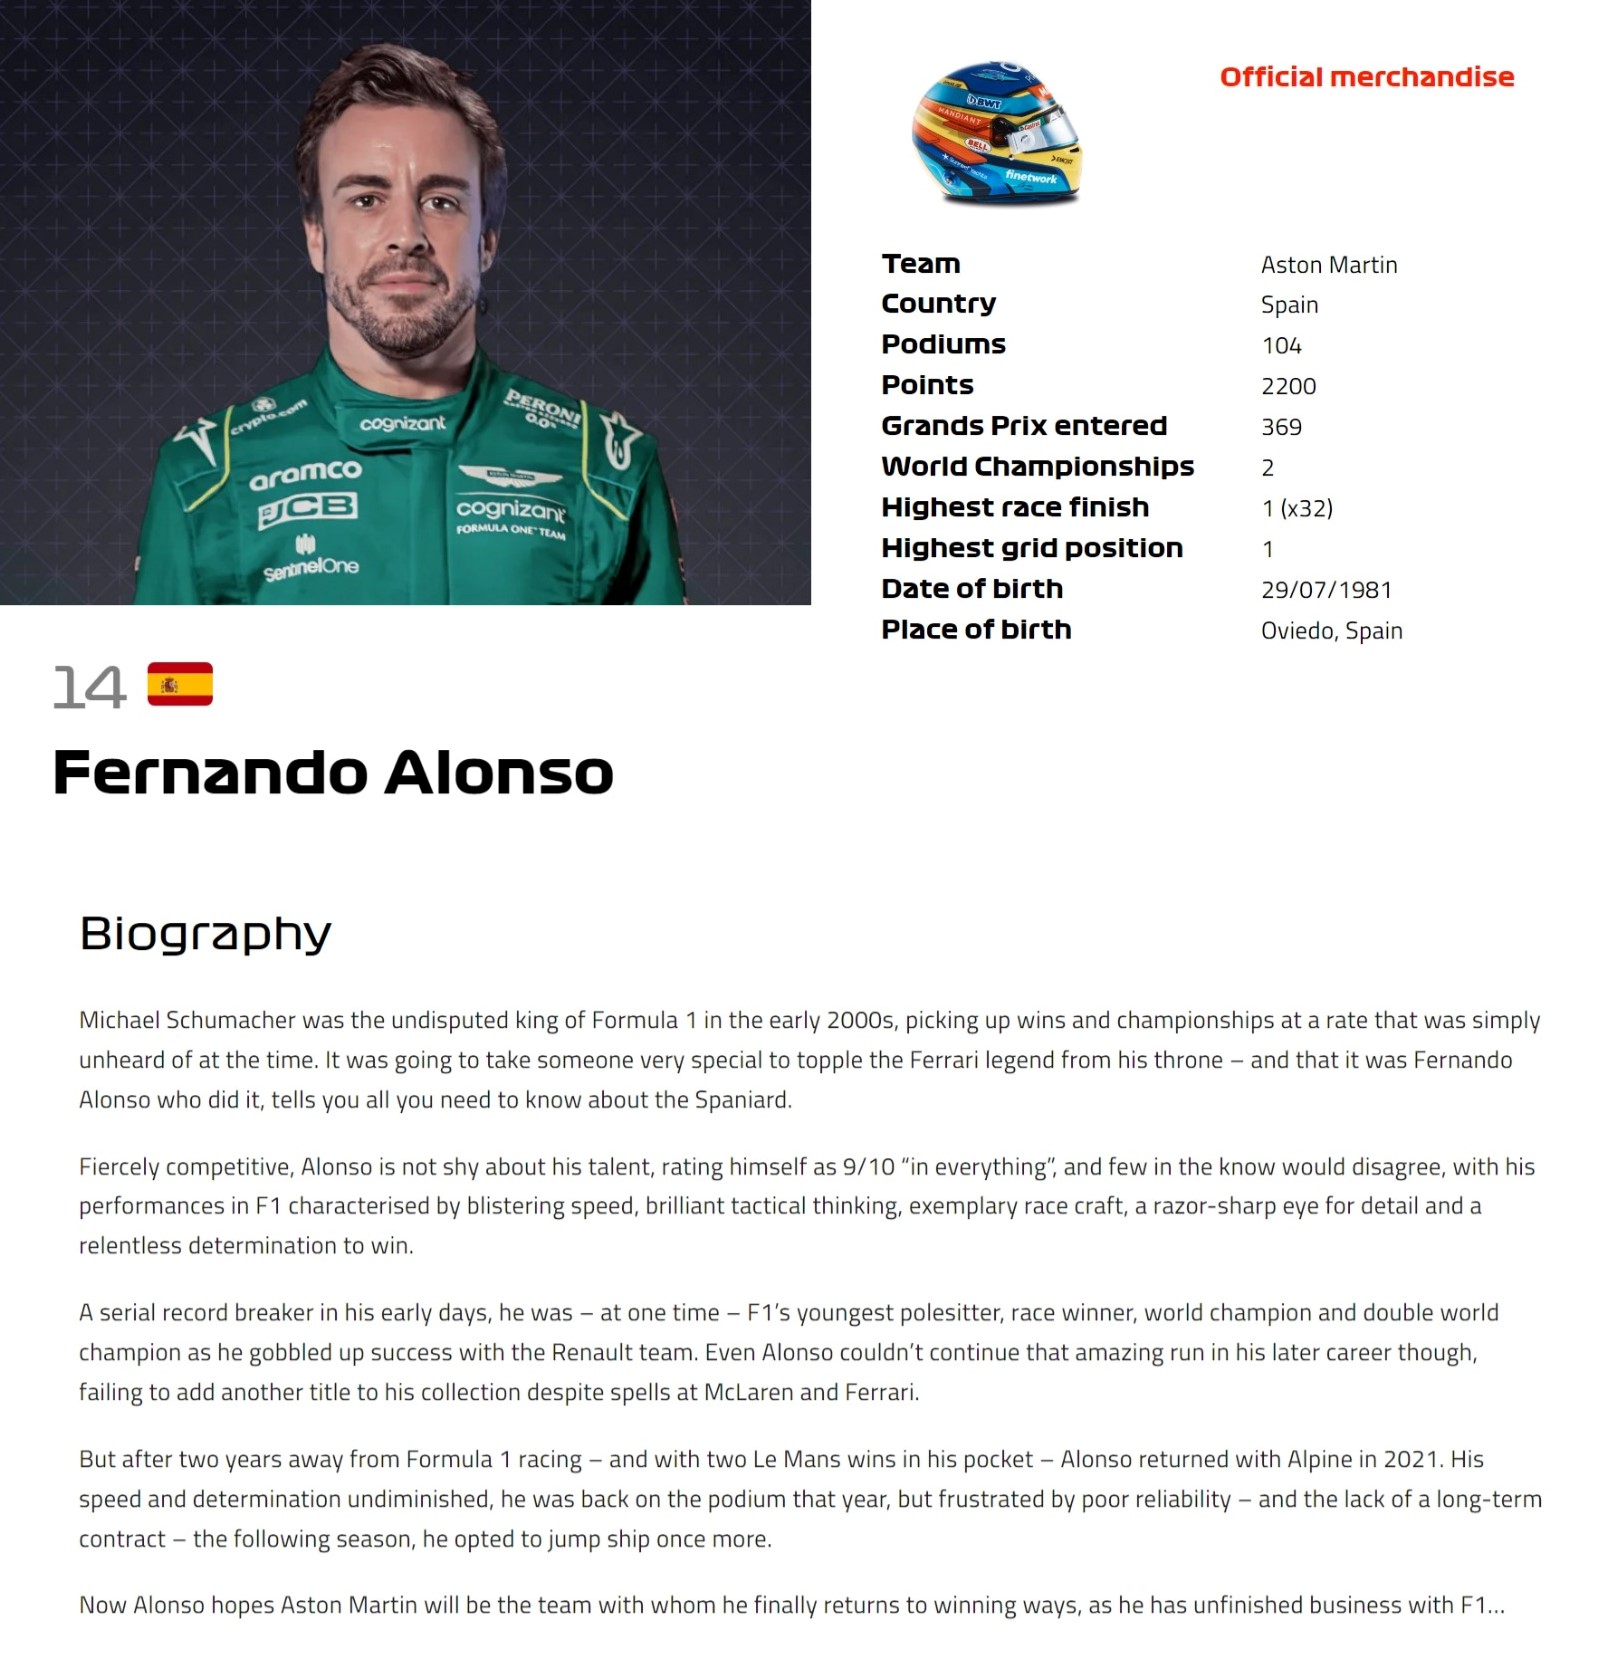 crypto.com
cognizant
PERONI
0.0%
aramco
JCB
SentinelOne
cognizant
FORMULA ONE TEAM
BWT
MANDIANT
BELL
finetwork
Official merchandise
Team Aston Martin
Country Spain
Podiums 104
Points 2200
Grands Prix entered 369
World Championships 2
Highest race finish 1 (x32)
Highest grid position 1
Date of birth 29/07/1981
Place of birth Oviedo, Spain
14
Fernando Alonso
Biography
Michael Schumacher was the undisputed king of Formula 1 in the early 2000s, picking up wins and championships at a rate that was simply
unheard of at the time. It was going to take someone very special to topple the Ferrari legend from his throne – and that it was Fernando
Alonso who did it, tells you all you need to know about the Spaniard.
Fiercely competitive, Alonso is not shy about his talent, rating himself as 9/10 “in everything”, and few in the know would disagree, with his
performances in F1 characterised by blistering speed, brilliant tactical thinking, exemplary race craft, a razor-sharp eye for detail and a
relentless determination to win.
A serial record breaker in his early days, he was – at one time – F1’s youngest polesitter, race winner, world champion and double world
champion as he gobbled up success with the Renault team. Even Alonso couldn’t continue that amazing run in his later career though,
failing to add another title to his collection despite spells at McLaren and Ferrari.
But after two years away from Formula 1 racing – and with two Le Mans wins in his pocket – Alonso returned with Alpine in 2021. His
speed and determination undiminished, he was back on the podium that year, but frustrated by poor reliability – and the lack of a long-term
contract – the following season, he opted to jump ship once more.
Now Alonso hopes Aston Martin will be the team with whom he finally returns to winning ways, as he has unfinished business with F1...